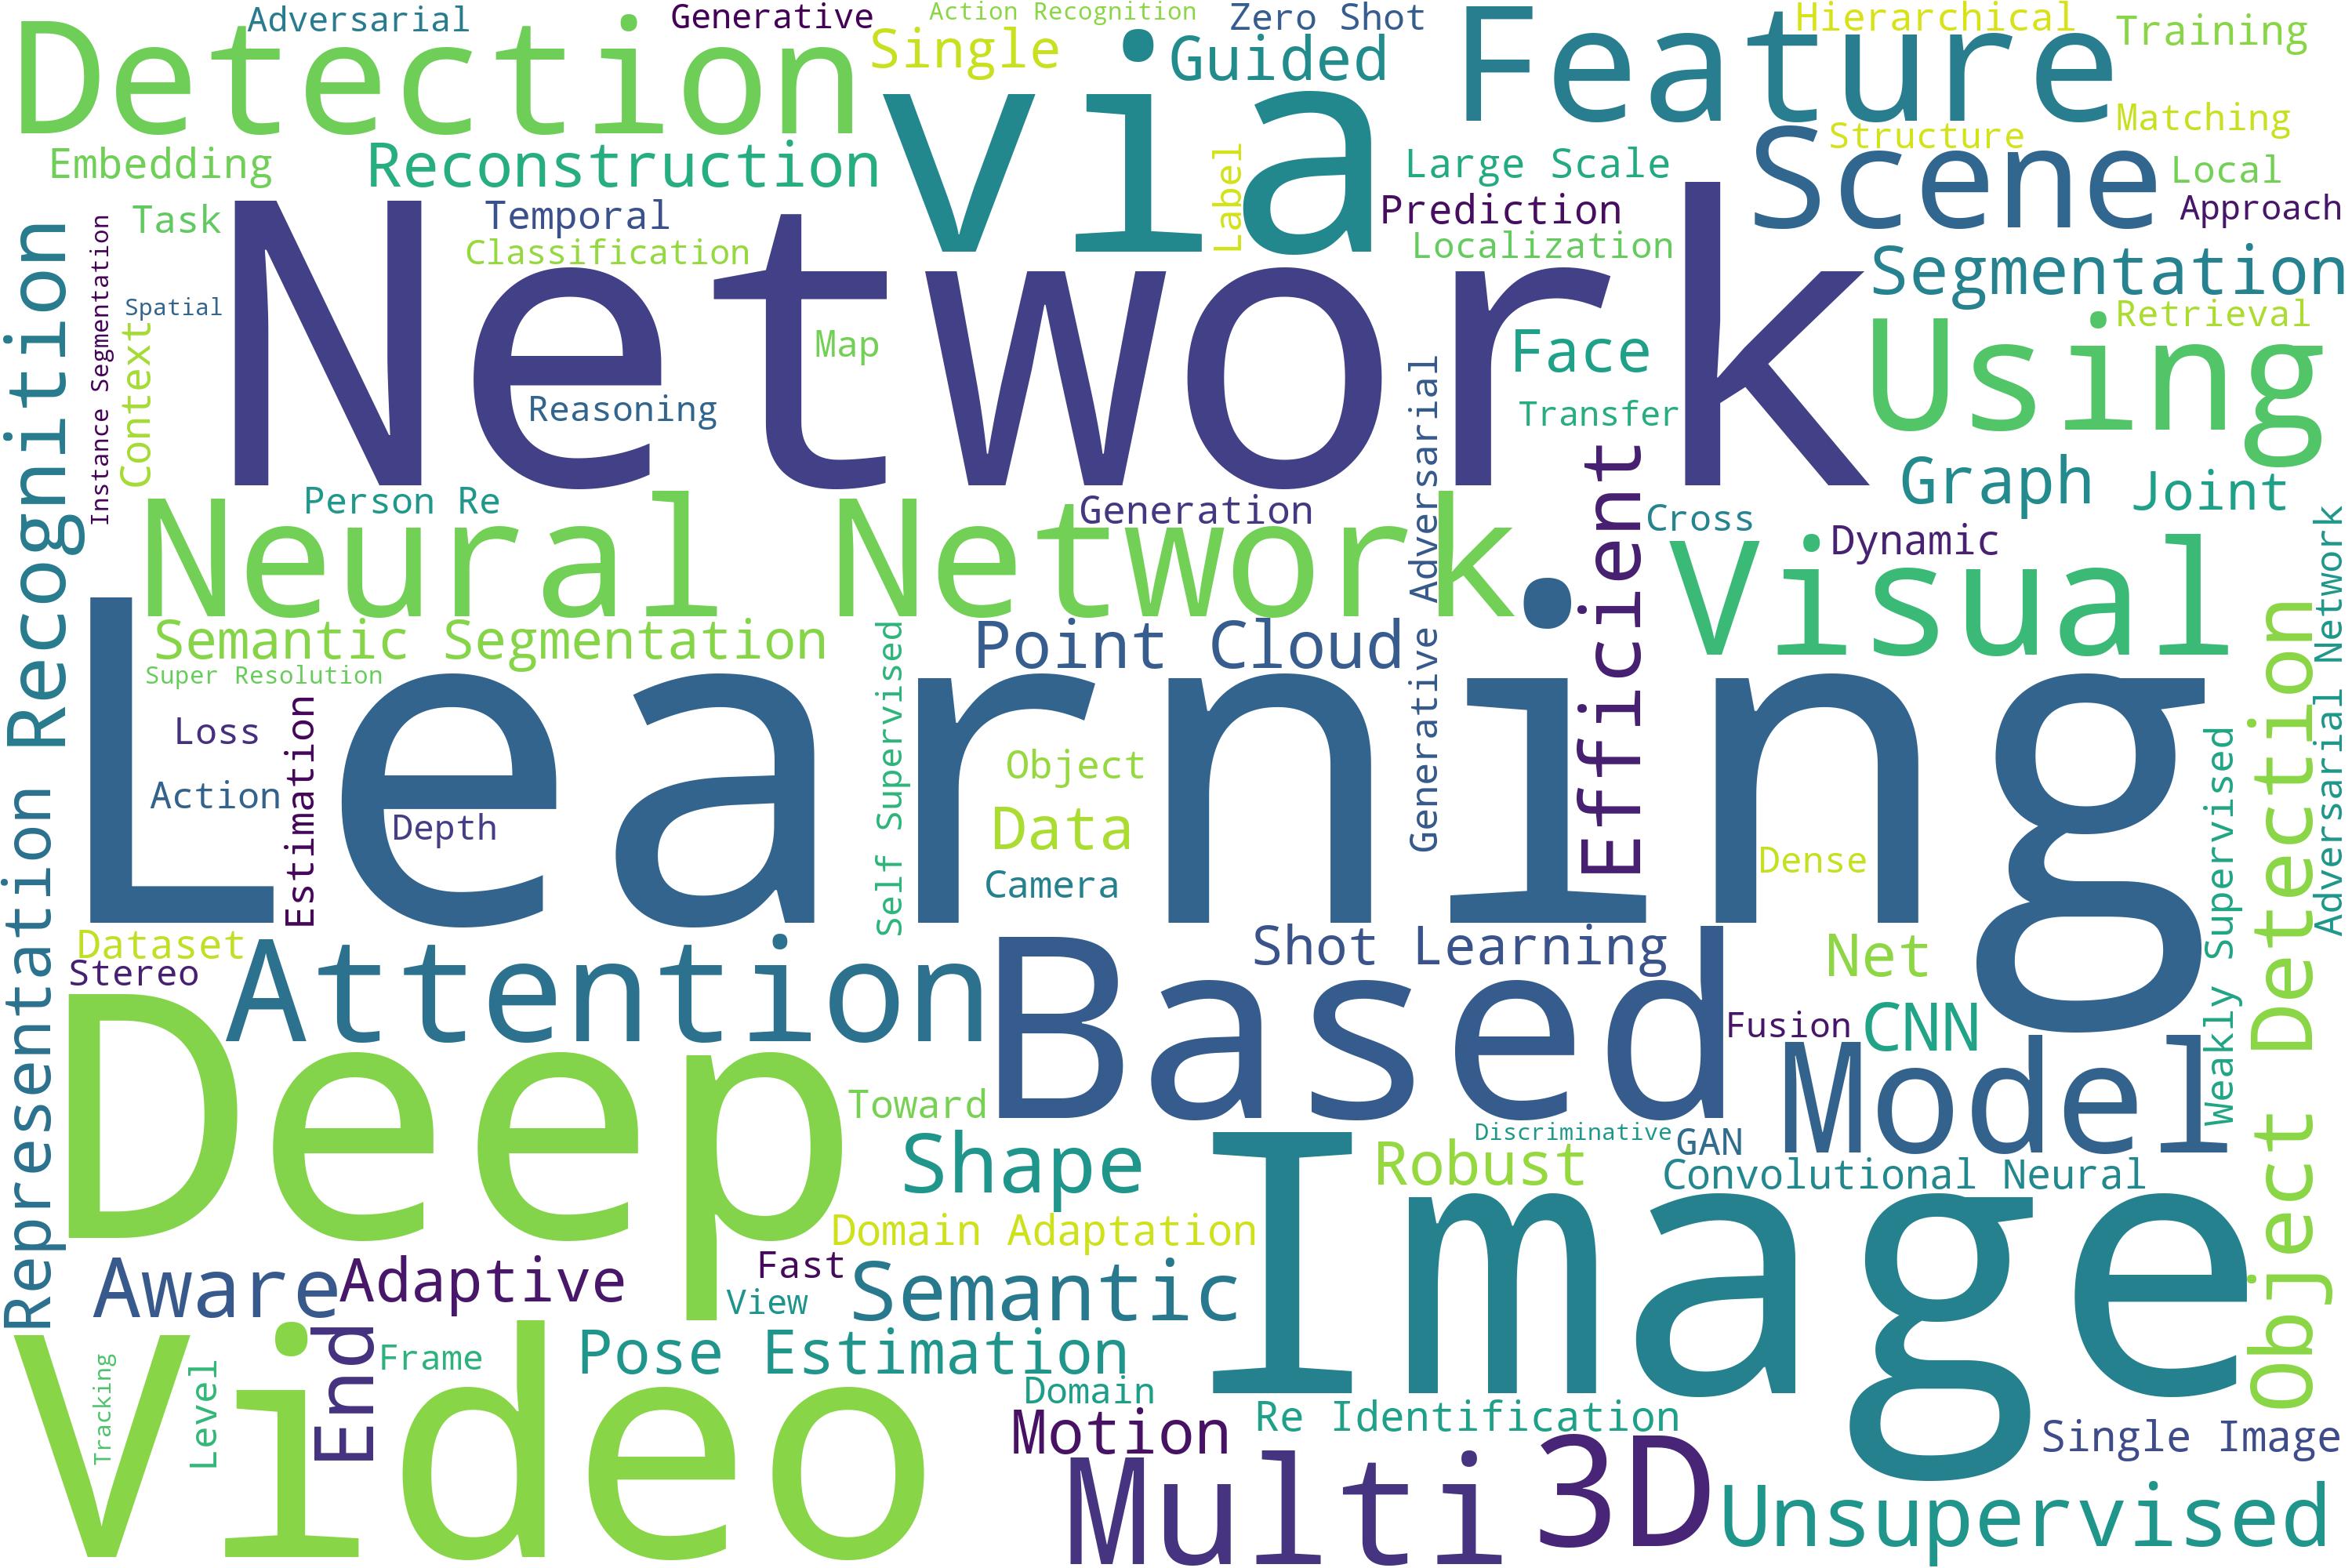 Detection
Adversarial
Generative
Action Recognition
Zero Shot
Feature
Hierarchical
Training
Single
Guided
via
Embedding
Reconstruction
Label
Large Scale
Structure
Matching
Scene
Local
Task
Temporal
Prediction
Approach
Classification
Localization
Segmentation
Recognition
Instance Segmentation
Spatial
Context
Network
Map
Reasoning
Face
Transfer
Using
Retrieval
Person Re
Generation
Generative Adversarial
Efficient
Graph
Joint
Cross
Dynamic
Neural Network
Visual
Adversarial Network
Semantic Segmentation
Super Resolution
Self Supervised
Point Cloud
Learning
Loss
Action
Estimation
Depth
Object
Data
Camera
Dense
Weakly Supervised
Object Detection
Representation
Dataset
Stereo
Attention
Based
Shot Learning
Net
Fusion
CNN
Model
Deep
Toward
Shape
Discriminative
GAN
Robust
Convolutional Neural
Domain Adaptation
Image
Aware
Adaptive
Fast
View
Semantic
Video
Tracking
Level
End
Frame
Pose Estimation
Domain
Motion
Re Identification
Single Image
Multi
3D
Unsupervised